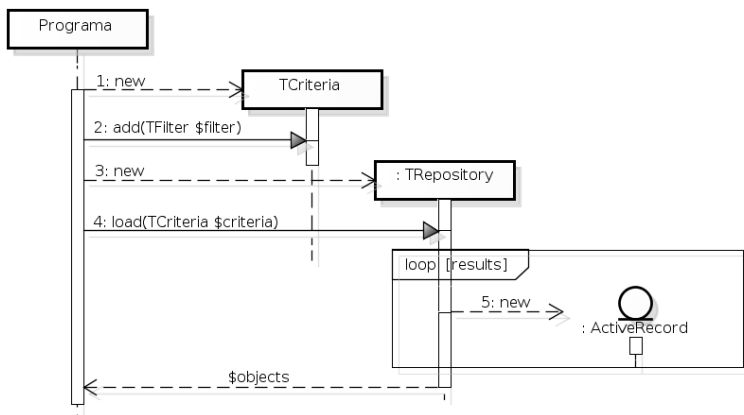 Programa
1: new
TCriteria
2: add(TFilter $filter)
3: new
: TRepository
4: load(TCriteria $criteria)
loop [results]
5: new
: ActiveRecord
$objects